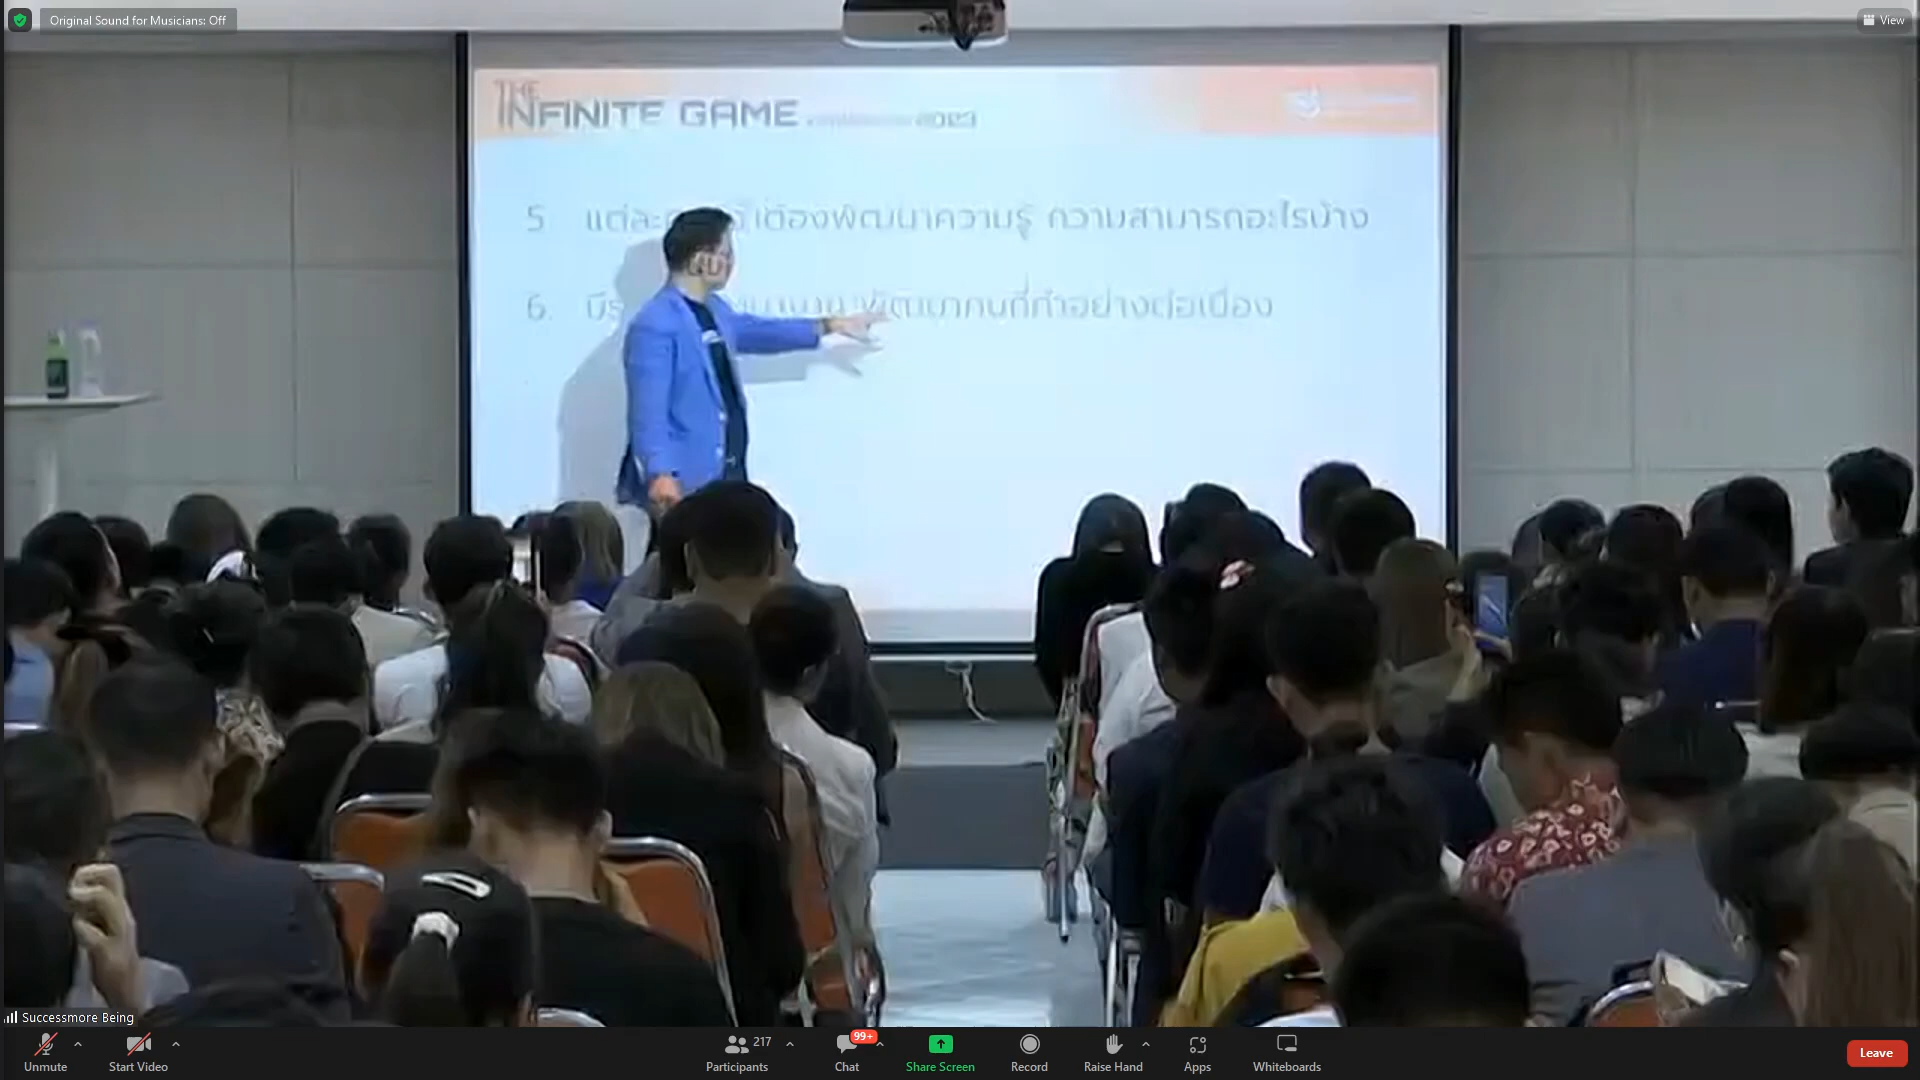 Original Sound for Musicians: Off
View
THE
INFINITE GAME
5 แต่ละ ต้องพัฒนาความรู้ ความสามารถอะไรบ้าง
6. มีร พัฒนาคนที่ทำอย่างต่อเนื่อง
Successmore Being
Unmute
Start Video
217
Participants
99+
Chat
Share Screen
Record
Raise Hand
Apps
Whiteboards
Leave